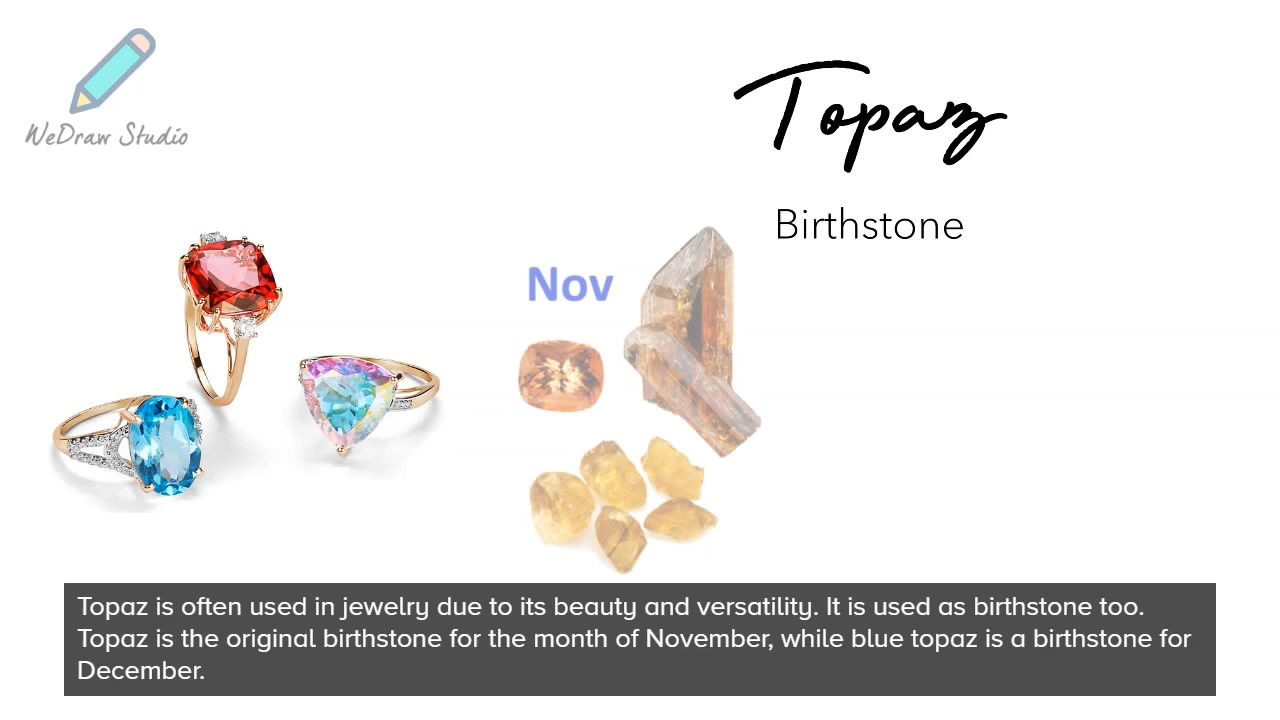 WeDraw Studio
Topaz
Birthstone
Nov
Topaz is often used in jewelry due to its beauty and versatility. It is used as birthstone too.
Topaz is the original birthstone for the month of November, while blue topaz is a birthstone for
December.